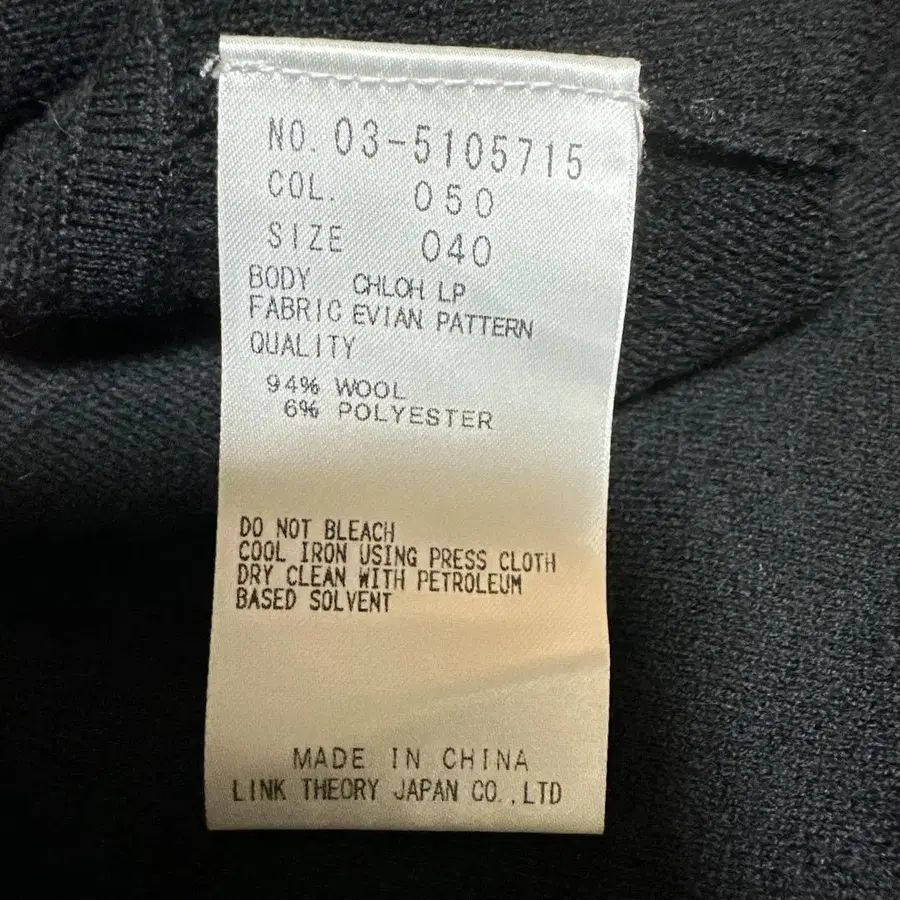 NO. 03-5105715
COL. 050
SIZE 040
BODY CHLOH LP
FABRIC EVIAN PATTERN
QUALITY
94% WOOL
6% POLYESTER
DO NOT BLEACH
COOL IRON USING PRESS CLOTH
DRY CLEAN WITH PETROLEUM
BASED SOLVENT
MADE IN CHINA
LINK THEORY JAPAN CO.,LTD